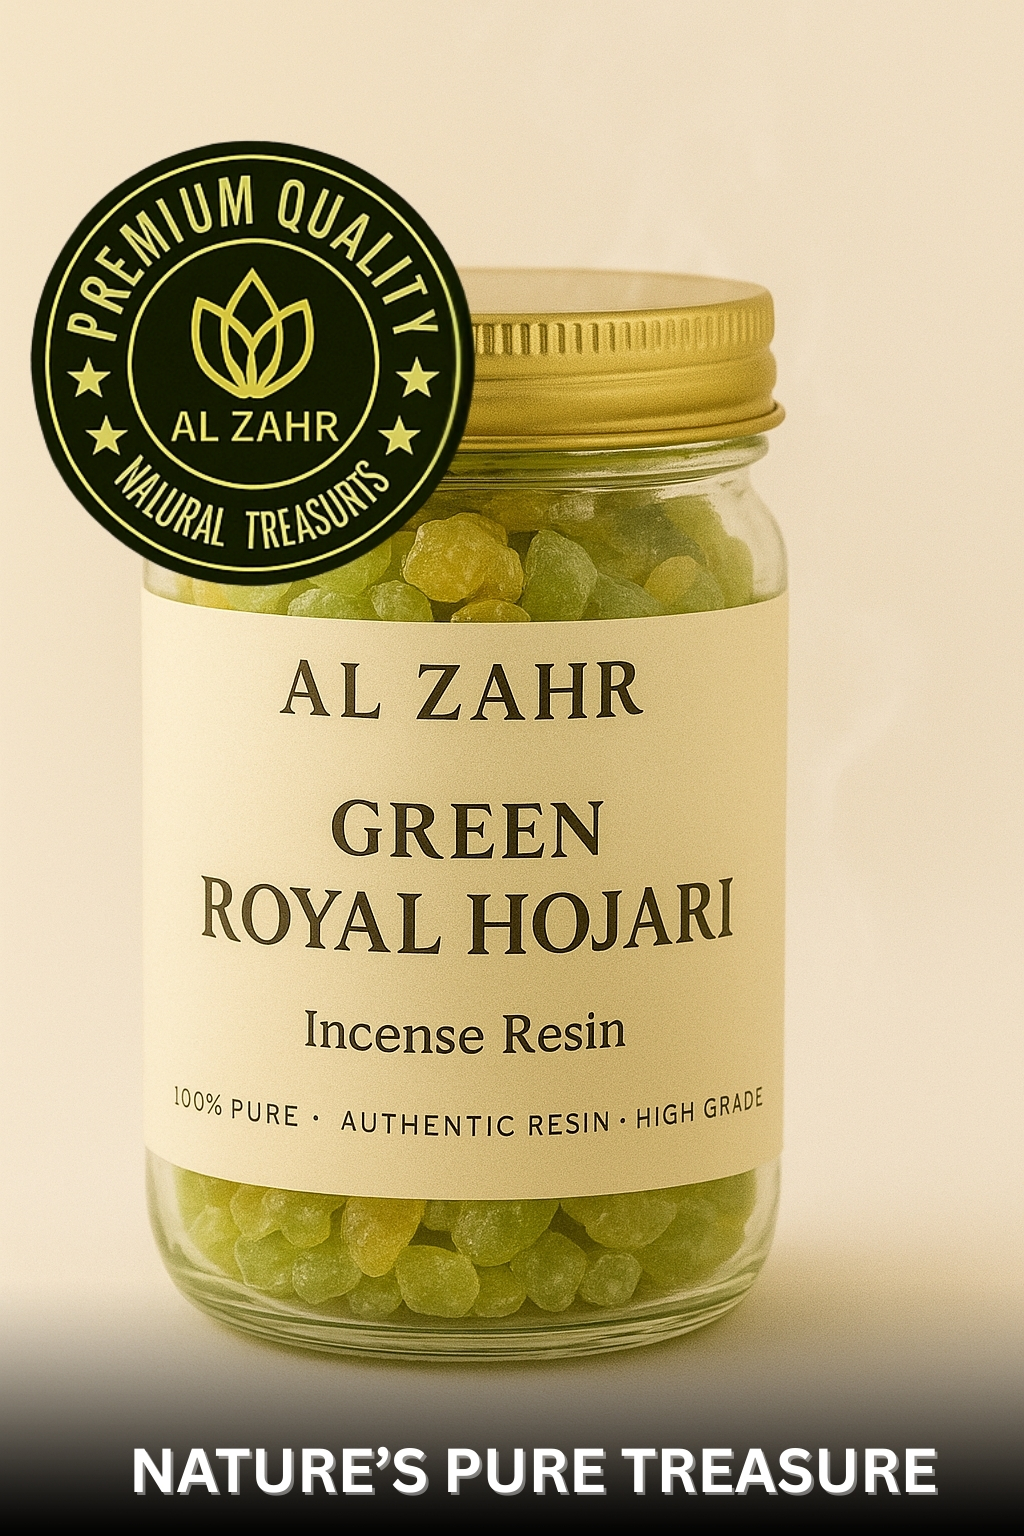 PREMIUM QUALITY
AL ZAHR
NALURAL TREASURTS
AL ZAHR
GREEN
ROYAL HOJARI
Incense Resin
100% PURE · AUTHENTIC RESIN · HIGH GRADE
NATURE'S PURE TREASURE